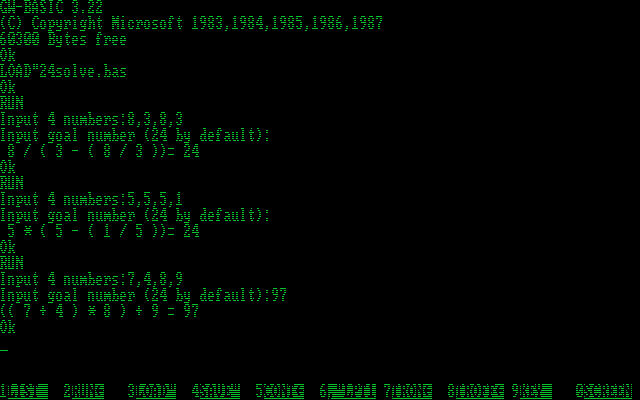 GW-BASIC 3.22
(C) Copyright Microsoft 1983,1984,1985,1986,1987
60300 Bytes free
Ok
LOAD"24solve.bas
Ok
RUN
Input 4 numbers:8,3,8,3
Input goal number (24 by default):
8 / ( 3 - ( 8 / 3 ))= 24
Ok
RUN
Input 4 numbers:5,5,5,1
Input goal number (24 by default):
5 * ( 5 - ( 1 / 5 ))= 24
Ok
RUN
Input 4 numbers:7,4,8,9
Input goal number (24 by default):97
(( 7 + 4 ) * 8 ) + 9 = 97
Ok
1LIST 2RUN← 3LOAD" 4SAVE" 5CONT← 6,"LPT1 7TRON← 8TROFF← 9KEY 0SCREEN